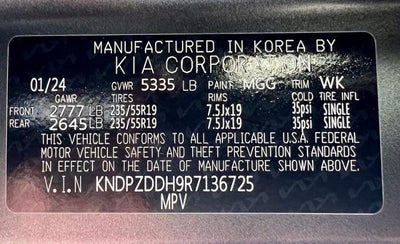 MANUFACTURED IN KOREA BY
KIA CORPORATION
01/24 GVWR 5335 LB PAINT MGG TRIM WK
GAWR TIRES RIMS COLD TIRE INFL
FRONT 2777 LB 235/55R19 7.5Jx19 35psi SINGLE
REAR 2645 LB 235/55R19 7.5Jx19 35psi SINGLE
THIS VEHICLE CONFORMS TO ALL APPLICABLE U.S.A. FEDERAL
MOTOR VEHICLE SAFETY AND THEFT PREVENTION STANDARDS
IN EFFECT ON THE DATE OF MANUFACTURE SHOWN ABOVE.
V.I.N KNDPZDDH9R7136725
MPV